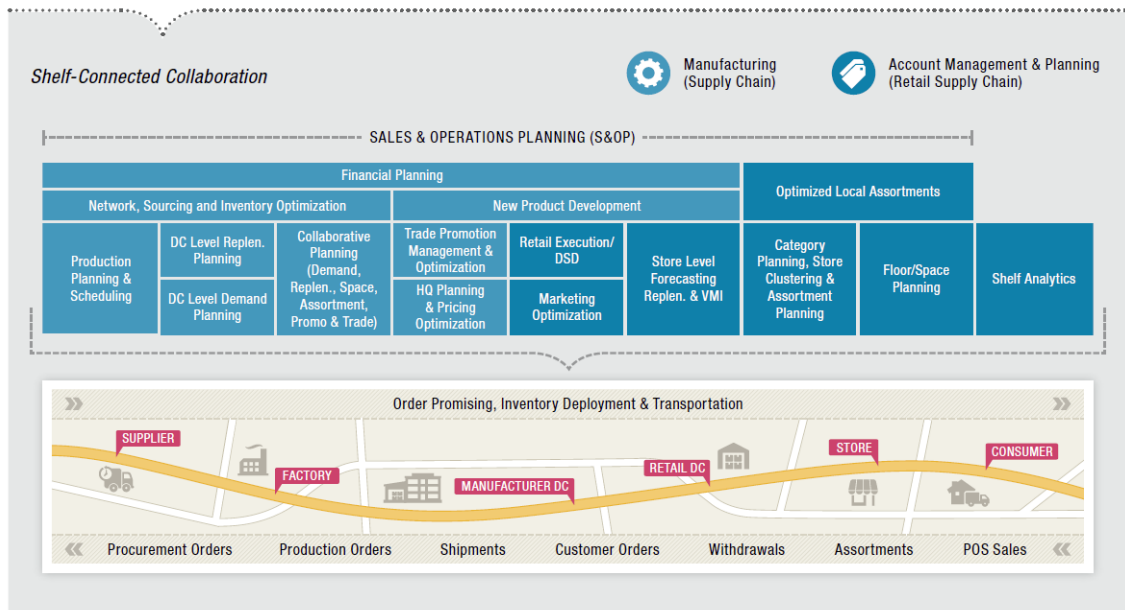 Shelf-Connected Collaboration
Manufacturing
(Supply Chain)
Account Management & Planning
(Retail Supply Chain)
SALES & OPERATIONS PLANNING (S&OP)
Financial Planning
Optimized Local Assortments
Network, Sourcing and Inventory Optimization
New Product Development
Production
Planning &
Scheduling
DC Level Replen.
Planning
DC Level Demand
Planning
Collaborative
Planning
(Demand,
Replen., Space,
Assortment,
Promo & Trade)
Trade Promotion
Management &
Optimization
HQ Planning
& Pricing
Optimization
Retail Execution/
DSD
Marketing
Optimization
Store Level
Forecasting
Replen. & VMI
Category
Planning, Store
Clustering &
Assortment
Planning
Floor/Space
Planning
Shelf Analytics
Order Promising, Inventory Deployment & Transportation
SUPPLIER
FACTORY
MANUFACTURER DC
RETAIL DC
STORE
CONSUMER
Procurement Orders
Production Orders
Shipments
Customer Orders
Withdrawals
Assortments
POS Sales